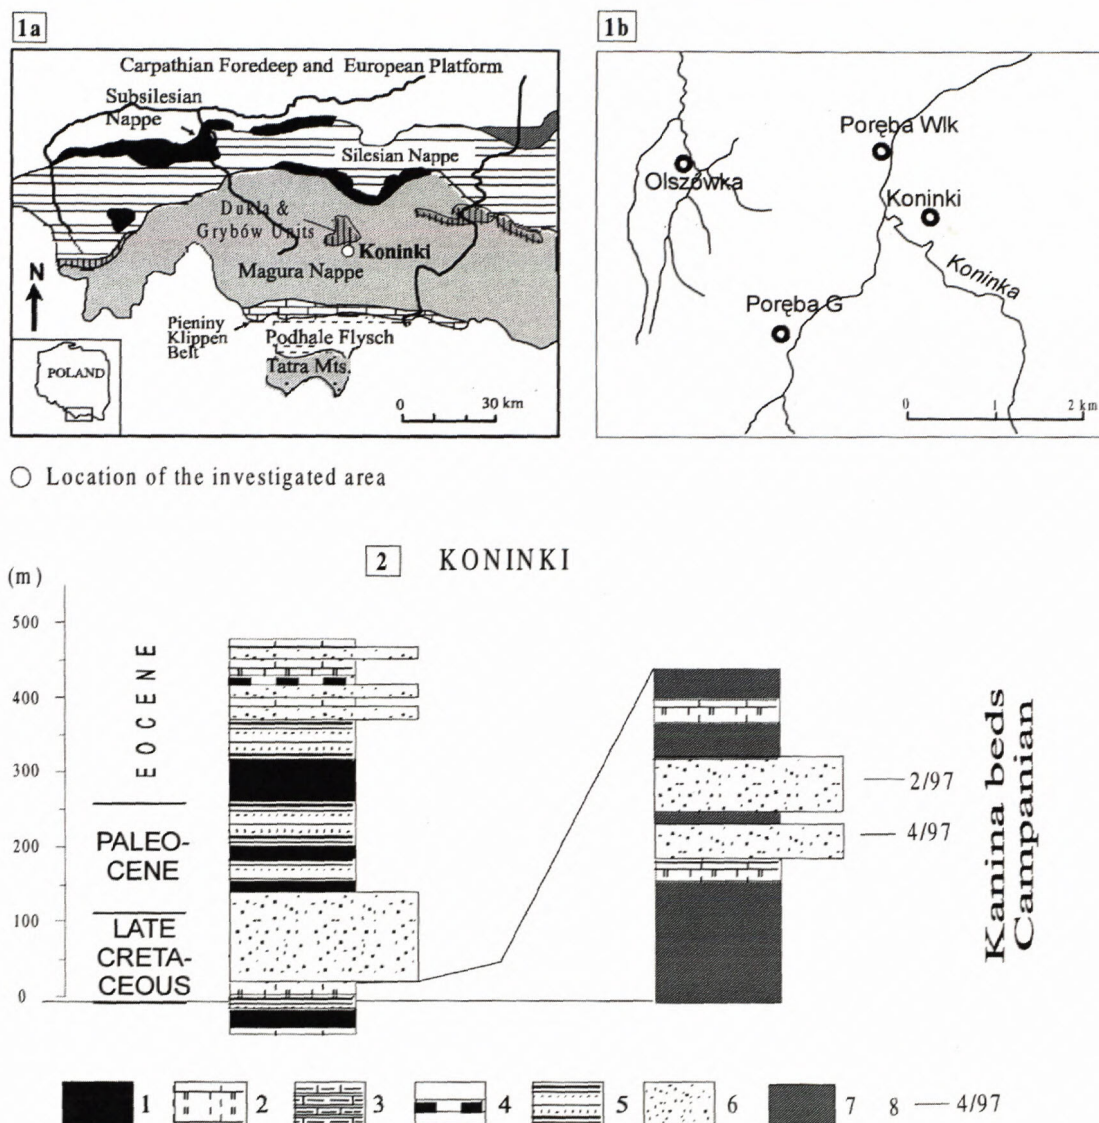 1a
Carpathian Foredeep and European Platform
Subsilesian
Nappe
Silesian Nappe
Dukla &
Grybów Units
Koninki
Magura Nappe
N
Pieniny
Klippen
Belt
Podhale Flysch
Tatra Mts.
POLAND
0 30 km
1b
Poręba Wlk
Olszówka
Koninki
Koninka
Poręba G
0 1 2 km
Location of the investigated area
2 KONINKI
(m)
500
400
300
200
100
0
EOCENE
PALEO-
CENE
LATE
CRETA-
CEOUS
2/97
4/97
Kanina beds
Campanian
1 2 3 4 5 6 7 8 4/97